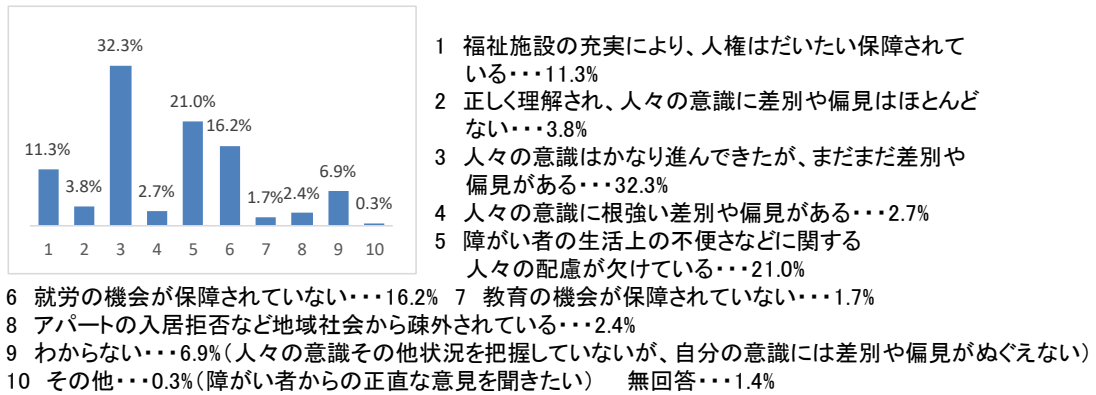 32.3%
21.0%
16.2%
11.3%
6.9%
3.8%
2.7%
1.7%
2.4%
0.3%
1 2 3 4 5 6 7 8 9 10
1 福祉施設の充実により、人権はだいたい保障されて
いる・・・11.3%
2 正しく理解され、人々の意識に差別や偏見はほとんど
ない・・・3.8%
3 人々の意識はかなり進んできたが、まだまだ差別や
偏見がある・・・32.3%
4 人々の意識に根強い差別や偏見がある・・・2.7%
5 障がい者の生活上の不便さなどに関する
人々の配慮が欠けている・・・21.0%
6 就労の機会が保障されていない・・・16.2% 7 教育の機会が保障されていない・・・1.7%
8 アパートの入居拒否など地域社会から疎外されている・・・2.4%
9 わからない・・・6.9%(人々の意識その他状況を把握していないが、自分の意識には差別や偏見がぬぐえない)
10 その他・・・0.3%(障がい者からの正直な意見を聞きたい) 無回答・・・1.4%